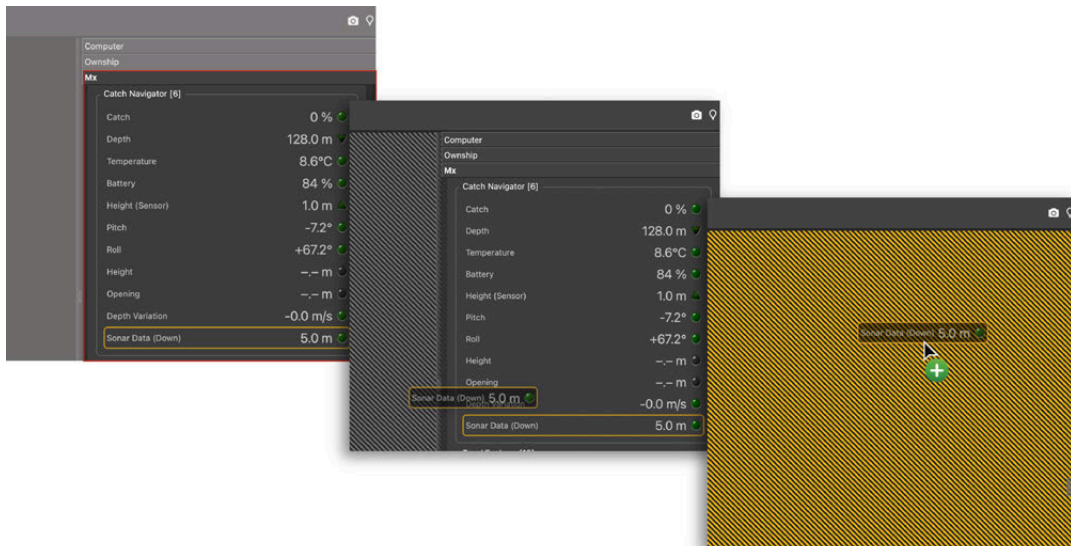 Computer
Ownship
Mx
Catch Navigator [6]
Catch 0 %
Depth 128.0 m
Temperature 8.6°C
Battery 84 %
Height (Sensor) 1.0 m
Pitch -7.2°
Roll +67.2°
Height –.– m
Opening –.– m
Depth Variation -0.0 m/s
Sonar Data (Down) 5.0 m
Computer
Ownship
Mx
Catch Navigator [6]
Catch 0 %
Depth 128.0 m
Temperature 8.6°C
Battery 84 %
Height (Sensor) 1.0 m
Pitch -7.2°
Roll +67.2°
Height –.– m
Opening –.– m
Sonar Data (Down) 5.0 m
-0.0 m/s
Sonar Data (Down) 5.0 m
Sonar Data (Down) 5.0 m